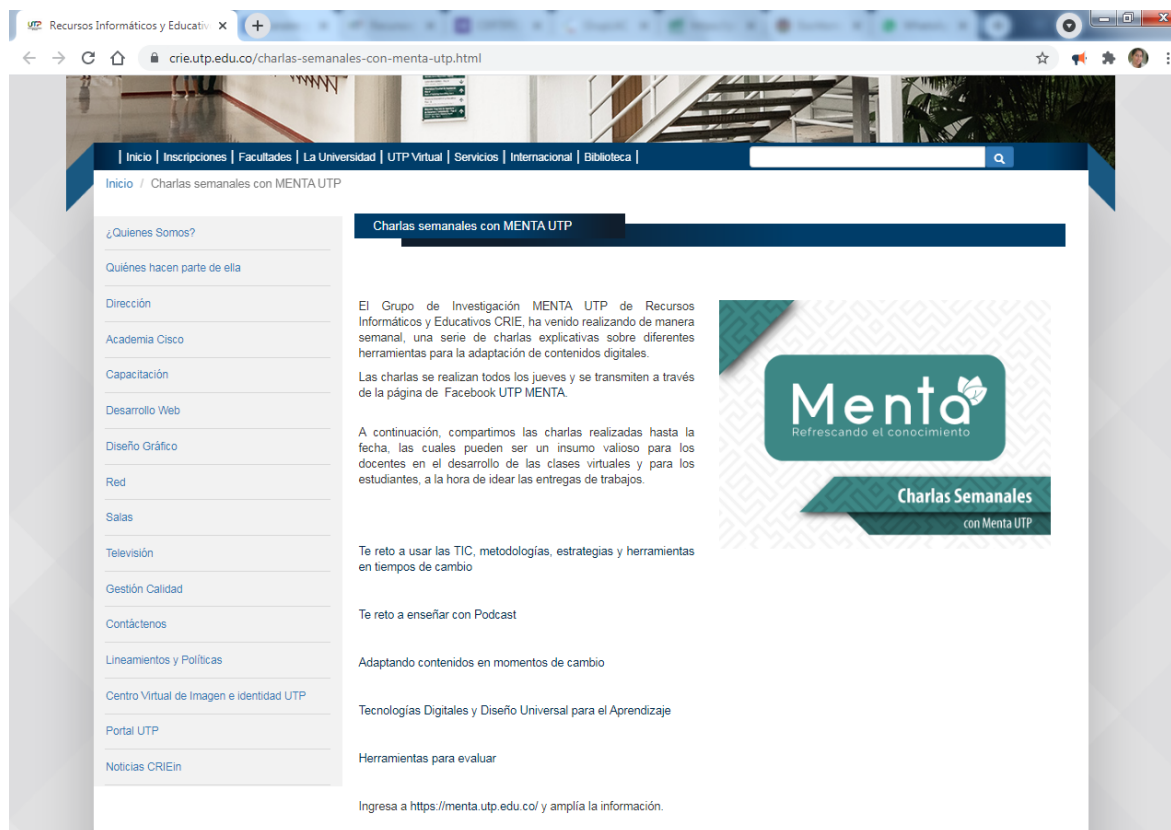 UTP Recursos Informáticos y Educativ
crie.utp.edu.co/charlas-semanales-con-menta-utp.html
| Inicio | Inscripciones | Facultades | La Universidad | UTP Virtual | Servicios | Internacional | Biblioteca |
Inicio / Charlas semanales con MENTA UTP
¿Quienes Somos?
Quiénes hacen parte de ella
Dirección
Academia Cisco
Capacitación
Desarrollo Web
Diseño Gráfico
Red
Salas
Televisión
Gestión Calidad
Contáctenos
Lineamientos y Políticas
Centro Virtual de Imagen e identidad UTP
Portal UTP
Noticias CRIEin
Charlas semanales con MENTA UTP
El Grupo de Investigación MENTA UTP de Recursos
Informáticos y Educativos CRIE, ha venido realizando de manera
semanal, una serie de charlas explicativas sobre diferentes
herramientas para la adaptación de contenidos digitales.
Las charlas se realizan todos los jueves y se transmiten a través
de la página de Facebook UTP MENTA.
A continuación, compartimos las charlas realizadas hasta la
fecha, las cuales pueden ser un insumo valioso para los
docentes en el desarrollo de las clases virtuales y para los
estudiantes, a la hora de idear las entregas de trabajos.
Te reto a usar las TIC, metodologías, estrategias y herramientas
en tiempos de cambio
Te reto a enseñar con Podcast
Adaptando contenidos en momentos de cambio
Tecnologías Digitales y Diseño Universal para el Aprendizaje
Herramientas para evaluar
Ingresa a https://menta.utp.edu.co/ y amplía la información.
Menta
Refrescando el conocimiento
Charlas Semanales
con Menta UTP